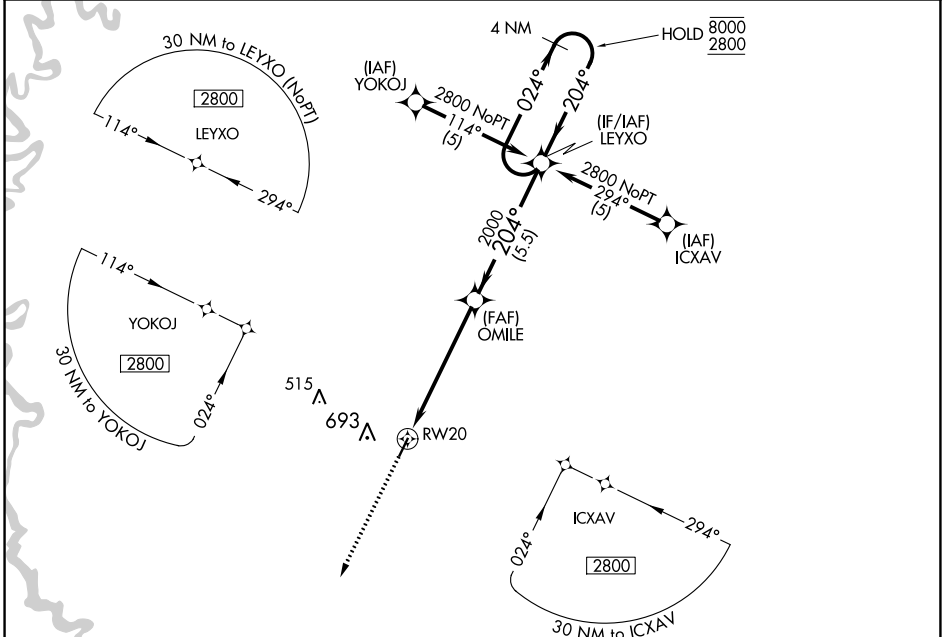 30 NM to LEYXO (NoPT)
2800
LEYXO
114°
294°
4 NM
HOLD 8000
2800
024°
204°
(IAF)
YOKOJ
2800 NoPT
114°
(5)
(IF/IAF)
LEYXO
2800 NoPT
294°
(5)
(IAF)
ICXAV
2000
204°
(5.5)
(FAF)
OMILE
114°
YOKOJ
2800
024°
30 NM to YOKOJ
515
693
RW20
ICXAV
294°
024°
2800
30 NM to ICXAV